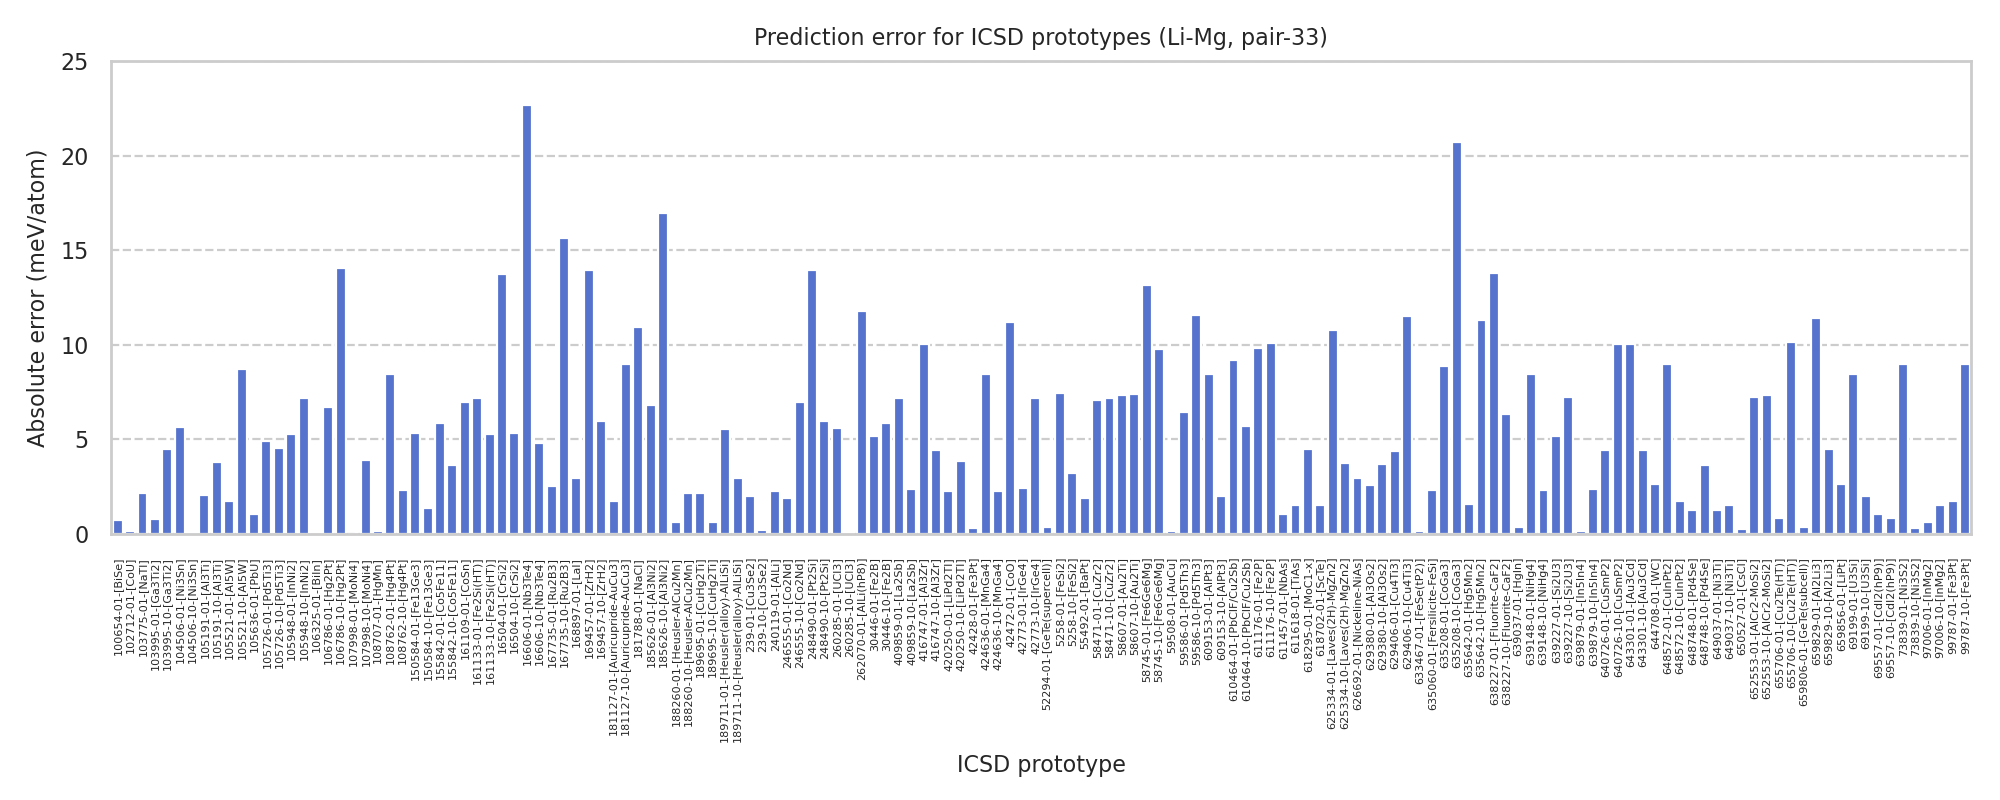 Prediction error for ICSD prototypes (Li-Mg, pair-33)
25
20
15
10
5
0
Absolute error (meV/atom)
100654-01-[BiSe]
102712-01-[CoU]
103775-01-[NaTl]
103995-01-[Ga3Ti2]
103995-10-[Ga3Ti2]
104506-01-[Ni3Sn]
104506-10-[Ni3Sn]
105191-01-[Al3Ti]
105191-10-[Al3Ti]
105521-01-[Al5W]
105521-10-[Al5W]
105636-01-[PbU]
105726-01-[Pd5Ti3]
105726-10-[Pd5Ti3]
105948-01-[InNi2]
105948-10-[InNi2]
106325-01-[BiIn]
106786-01-[Hg2Pt]
106786-10-[Hg2Pt]
107998-01-[MoNi4]
107998-10-[MoNi4]
108707-01-[HgMn]
108762-01-[Hg4Pt]
108762-10-[Hg4Pt]
150584-01-[Fe13Ge3]
150584-10-[Fe13Ge3]
155842-01-[Co5Fe11]
155842-10-[Co5Fe11]
161109-01-[CoSn]
161133-01-[Fe2Si(HT)]
161133-10-[Fe2Si(HT)]
16504-01-[CrSi2]
16504-10-[CrSi2]
16606-01-[Nb3Te4]
16606-10-[Nb3Te4]
167735-01-[Ru2B3]
167735-10-[Ru2B3]
168897-01-[LaI]
169457-01-[ZrH2]
169457-10-[ZrH2]
181127-01-[Auricupride-AuCu3]
181127-10-[Auricupride-AuCu3]
181788-01-[NaCl]
185626-01-[Al3Ni2]
185626-10-[Al3Ni2]
188260-01-[Heusler-AlCu2Mn]
188260-10-[Heusler-AlCu2Mn]
189695-01-[CuHg2Ti]
189695-10-[CuHg2Ti]
189711-01-[Heusler(alloy)-AlLiSi]
189711-10-[Heusler(alloy)-AlLiSi]
239-01-[Cu3Se2]
239-10-[Cu3Se2]
240119-01-[AlLi]
246555-01-[Co2Nd]
246555-10-[Co2Nd]
248490-01-[Pt2Si]
248490-10-[Pt2Si]
260285-01-[UCl3]
260285-10-[UCl3]
262070-01-[AlLi(hP8)]
30446-01-[Fe2B]
30446-10-[Fe2B]
409859-01-[La2Sb]
409859-10-[La2Sb]
416747-01-[Al3Zr]
416747-10-[Al3Zr]
420250-01-[LiPd2Tl]
420250-10-[LiPd2Tl]
42428-01-[Fe3Pt]
424636-01-[MnGa4]
424636-10-[MnGa4]
42472-01-[CoO]
42773-01-[IrGe4]
42773-10-[IrGe4]
52294-01-[GeTe(supercell)]
5258-01-[FeSi2]
5258-10-[FeSi2]
55492-01-[BaPt]
58471-01-[CuZr2]
58471-10-[CuZr2]
58607-01-[Au2Ti]
58607-10-[Au2Ti]
58745-01-[Fe6Ge6Mg]
58745-10-[Fe6Ge6Mg]
59508-01-[AuCu]
59586-01-[Pd5Th3]
59586-10-[Pd5Th3]
609153-01-[AlPt3]
609153-10-[AlPt3]
610464-01-[PbClF/Cu2Sb]
610464-10-[PbClF/Cu2Sb]
611176-01-[Fe2P]
611176-10-[Fe2P]
611457-01-[NbAs]
611618-01-[TiAs]
618295-01-[MoC1-x]
618702-01-[ScTe]
625334-01-[Laves(2H)-MgZn2]
625334-10-[Laves(2H)-MgZn2]
626692-01-[Nickeline-NiAs]
629380-01-[Al3Os2]
629380-10-[Al3Os2]
629406-01-[Cu4Ti3]
629406-10-[Cu4Ti3]
633467-01-[FeSe(tP2)]
635060-01-[Fersilicite-FeSi]
635208-01-[CoGa3]
635208-10-[CoGa3]
635642-01-[Hg5Mn2]
635642-10-[Hg5Mn2]
638227-01-[Fluorite-CaF2]
638227-10-[Fluorite-CaF2]
639037-01-[HgIn]
639148-01-[NiHg4]
639148-10-[NiHg4]
639227-01-[Si2U3]
639227-10-[Si2U3]
639879-01-[In5In4]
639879-10-[In5In4]
640726-01-[CuSmP2]
640726-10-[CuSmP2]
643301-01-[Au3Cd]
643301-10-[Au3Cd]
644708-01-[WC]
648572-01-[CuInPt2]
648572-10-[CuInPt2]
648748-01-[Pd4Se]
648748-10-[Pd4Se]
649037-01-[Ni3Ti]
649037-10-[Ni3Ti]
650527-01-[CsCl]
652553-01-[AlCr2-MoSi2]
652553-10-[AlCr2-MoSi2]
655706-01-[Cu2Te(HT)]
655706-10-[Cu2Te(HT)]
659806-01-[GeTe(subcell)]
659829-01-[Al2Li3]
659829-10-[Al2Li3]
659856-01-[LiPt]
69199-01-[U3Si]
69199-10-[U3Si]
69557-01-[CdI2(hP9)]
69557-10-[CdI2(hP9)]
73839-01-[Ni3S2]
73839-10-[Ni3S2]
97006-01-[InMg2]
97006-10-[InMg2]
99787-01-[Fe3Pt]
99787-10-[Fe3Pt]
ICSD prototype